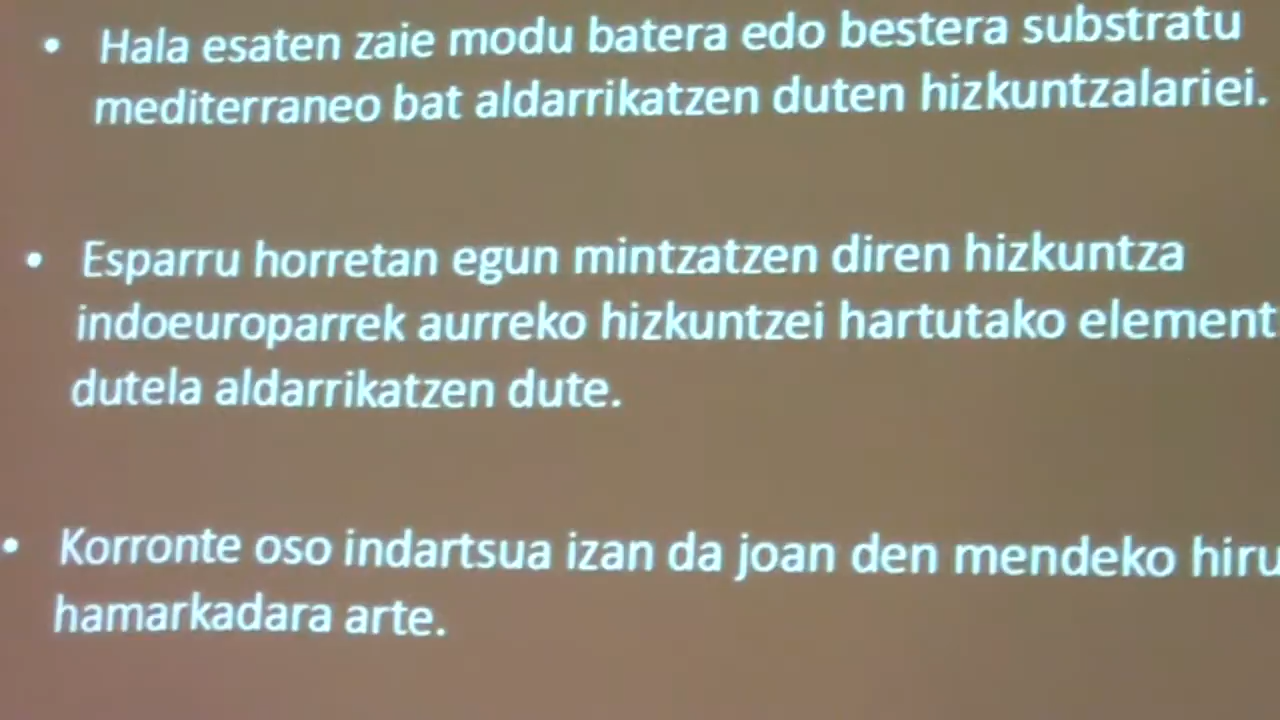 • Hala esaten zaie modu batera edo bestera substratu
mediterraneo bat aldarrikatzen duten hizkuntzalariei.
• Esparru horretan egun mintzatzen diren hizkuntza
indoeuroparrek aurreko hizkuntzei hartutako element
dutela aldarrikatzen dute.
• Korronte oso indartsua izan da joan den mendeko hiru
hamarkadara arte.